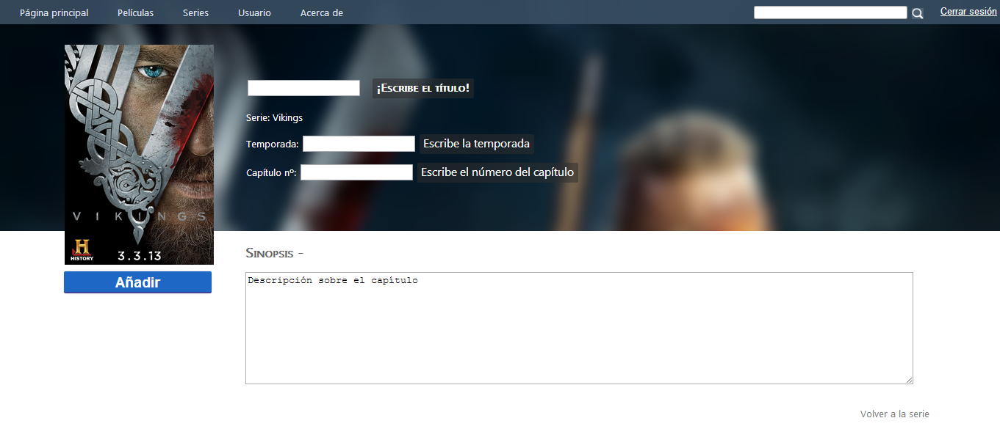 Página principal Películas Series Usuario Acerca de Cerrar sesión
¡Escribe el título!
Serie: Vikings
Temporada: Escribe la temporada
Capítulo nº: Escribe el número del capítulo
VIKINGS
H
HISTORY 3.3.13
Añadir
Sinopsis -
Descripción sobre el capítulo
Volver a la serie